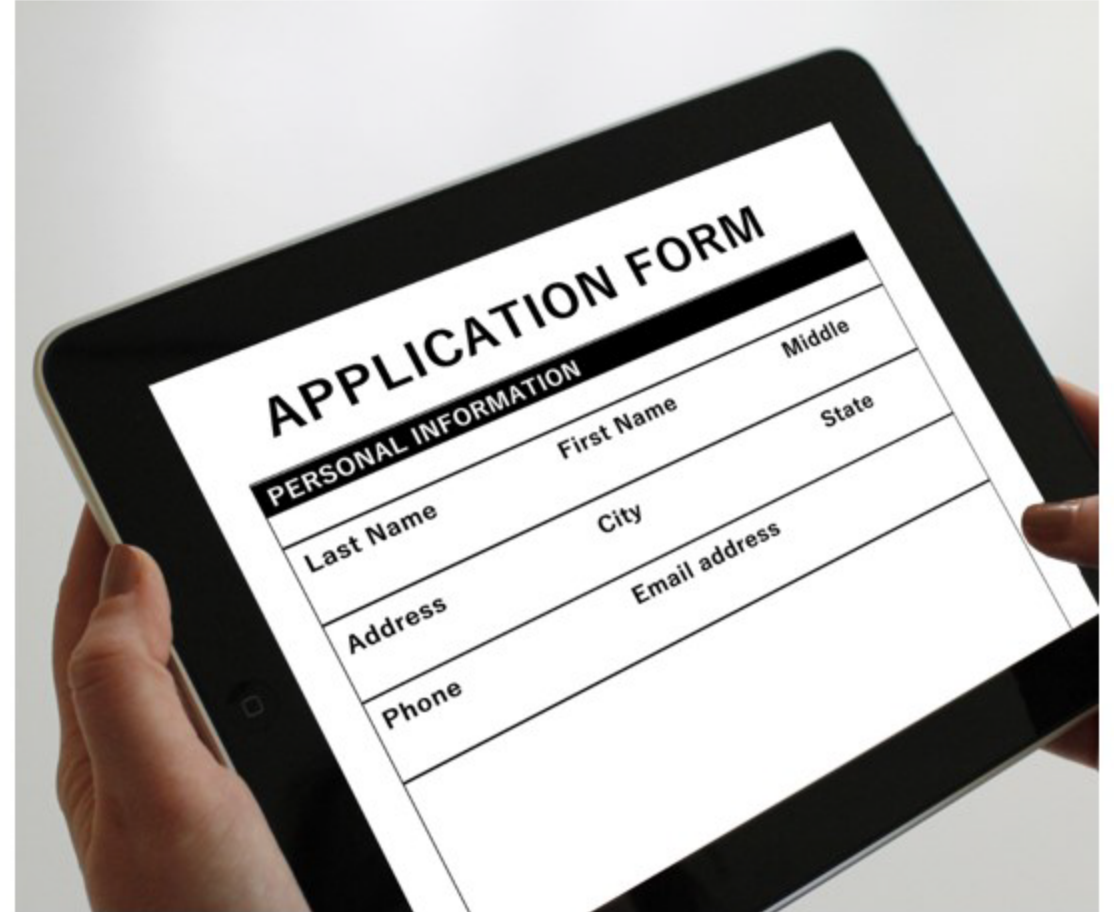 APPLICATION FORM
PERSONAL INFORMATION
Last Name First Name Middle
Address City State
Phone Email address